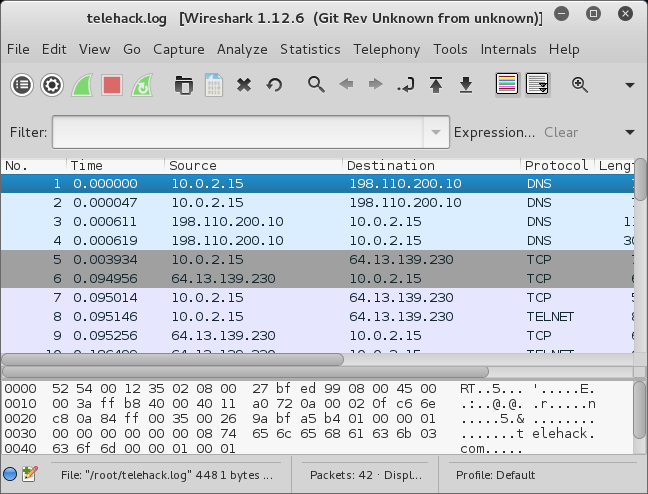 telehack.log [Wireshark 1.12.6 (Git Rev Unknown from unknown)]
File Edit View Go Capture Analyze Statistics Telephony Tools Internals Help
Filter: Expression... Clear
No. Time Source Destination Protocol Lengt
1 0.000000 10.0.2.15 198.110.200.10 DNS
2 0.000047 10.0.2.15 198.110.200.10 DNS
3 0.000611 198.110.200.10 10.0.2.15 DNS 11
4 0.000619 198.110.200.10 10.0.2.15 DNS 30
5 0.003934 10.0.2.15 64.13.139.230 TCP
6 0.094956 64.13.139.230 10.0.2.15 TCP
7 0.095014 10.0.2.15 64.13.139.230 TCP
8 0.095146 10.0.2.15 64.13.139.230 TELNET
9 0.095256 64.13.139.230 10.0.2.15 TCP
0000 52 54 00 12 35 02 08 00 27 bf ed 99 08 00 45 00 RT..5... '.....E.
0010 00 3a ff b8 40 00 40 11 a0 72 0a 00 02 0f c6 6e .:..@.@. .r.....n
0020 c8 0a 84 ff 00 35 00 26 9a bf a5 b4 01 00 00 01 .....5.& ........
0030 00 00 00 00 00 00 08 74 65 6c 65 68 61 63 6b 03 .......t elehack.
0040 63 6f 6d 00 00 01 00 01 com.....
File: "/root/telehack.log" 4481 bytes ... Packets: 42 · Displ... Profile: Default